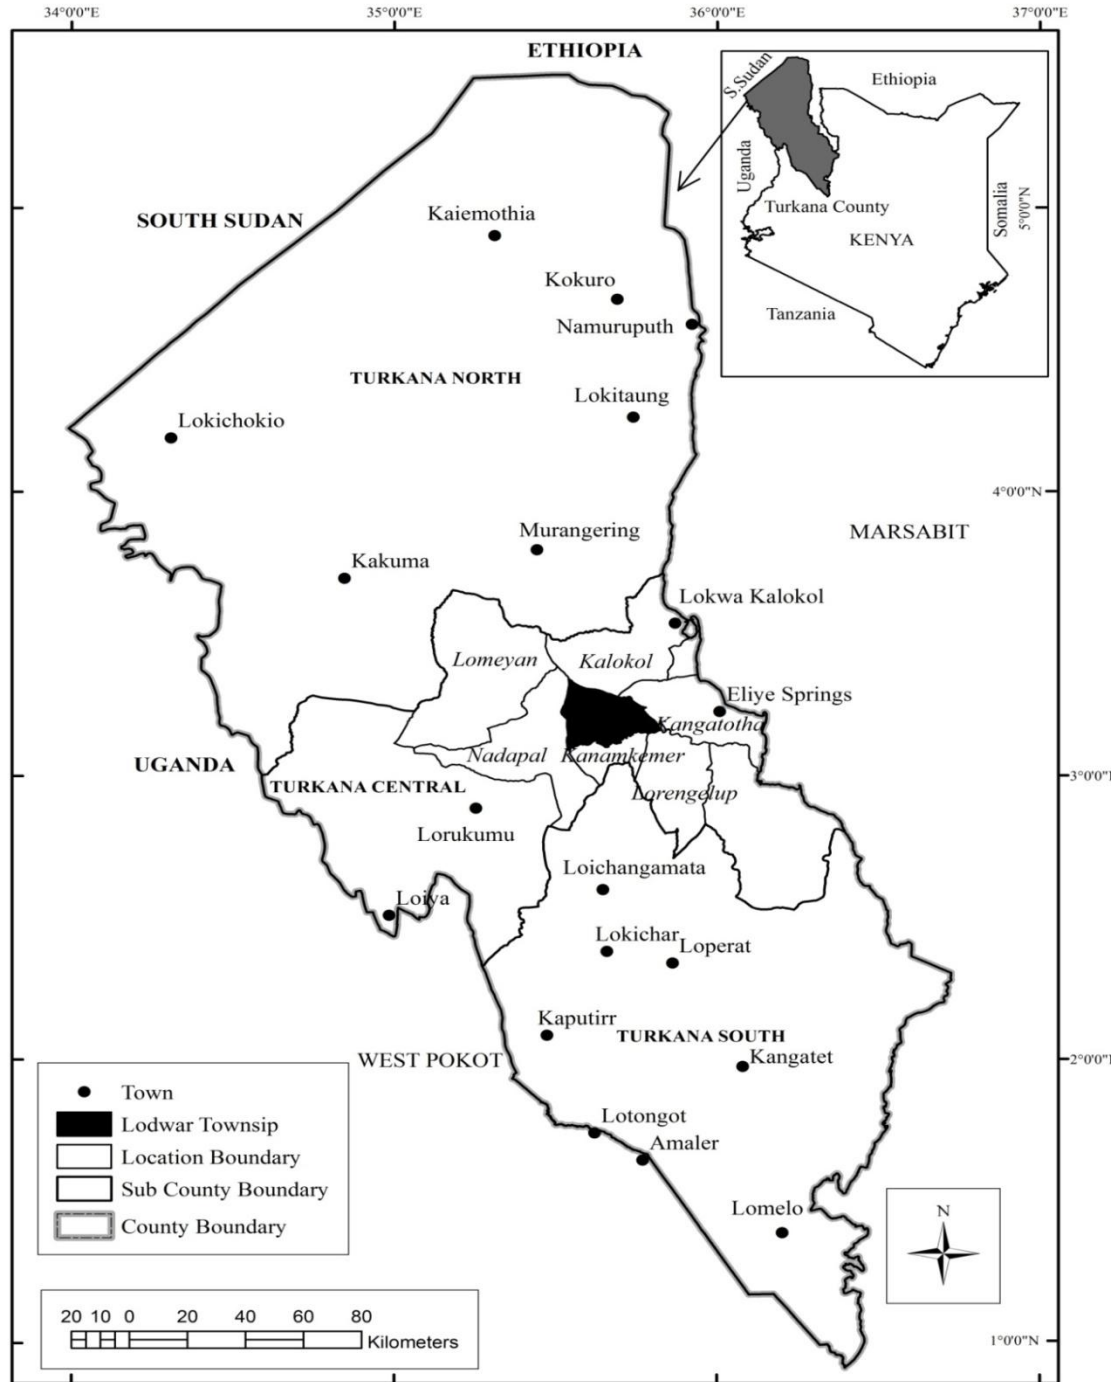 34°0'0"E
35°0'0"E
36°0'0"E
37°0'0"E
ETHIOPIA
S.Sudan
Ethiopia
Uganda
Somalia
5°0'0"N
Turkana County
KENYA
Tanzania
SOUTH SUDAN
Kaiemothia
Kokuro
Namuruputh
TURKANA NORTH
Lokitaung
Lokichokio
4°0'0"N
Murangering
MARSABIT
Kakuma
Lokwa Kalokol
Lomeyan
Kalokol
Eliye Springs
Kangatotha
Nadapal
Kanamkemer
UGANDA
TURKANA CENTRAL
3°0'0"N
Lorengelup
Lorukumu
Loichangamata
Loiya
Lokichar
Loperat
Kaputirr
TURKANA SOUTH
WEST POKOT
Kangatet
2°0'0"N
Lotongot
Amaler
Lomelo
Town
Lodwar Townsip
Location Boundary
Sub County Boundary
County Boundary
N
20 10 0 20 40 60 80
Kilometers
1°0'0"N